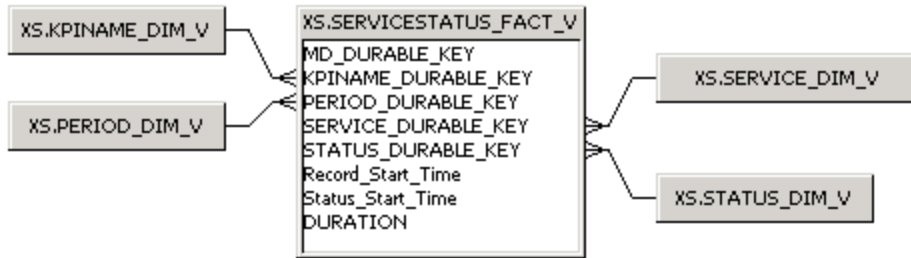 XS.KPINAME_DIM_V
XS.PERIOD_DIM_V
XS.SERVICESTATUS_FACT_V
MD_DURABLE_KEY
KPINAME_DURABLE_KEY
PERIOD_DURABLE_KEY
SERVICE_DURABLE_KEY
STATUS_DURABLE_KEY
Record_Start_Time
Status_Start_Time
DURATION
XS.SERVICE_DIM_V
XS.STATUS_DIM_V